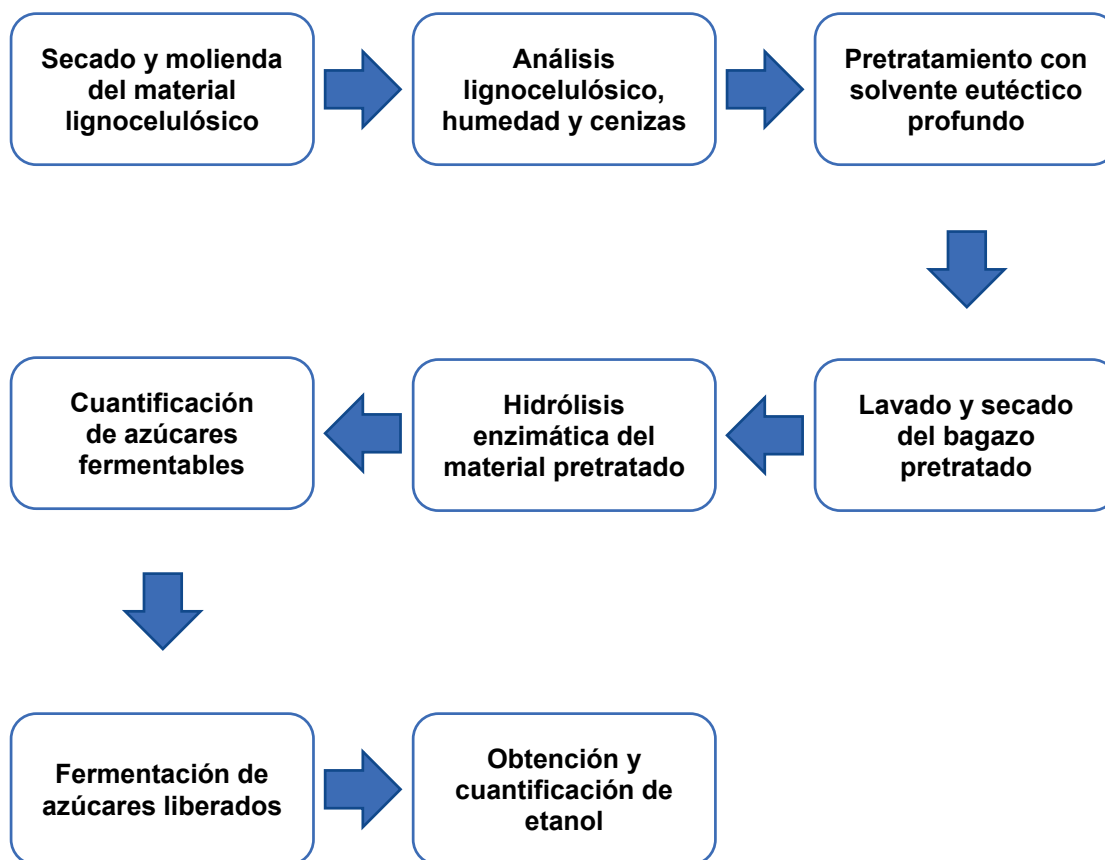 Secado y molienda
del material
lignocelulósico
Análisis
lignocelulósico,
humedad y cenizas
Pretratamiento con
solvente eutéctico
profundo
Lavado y secado
del bagazo
pretratado
Hidrólisis
enzimática del
material pretratado
Cuantificación
de azúcares
fermentables
Fermentación de
azúcares liberados
Obtención y
cuantificación de
etanol